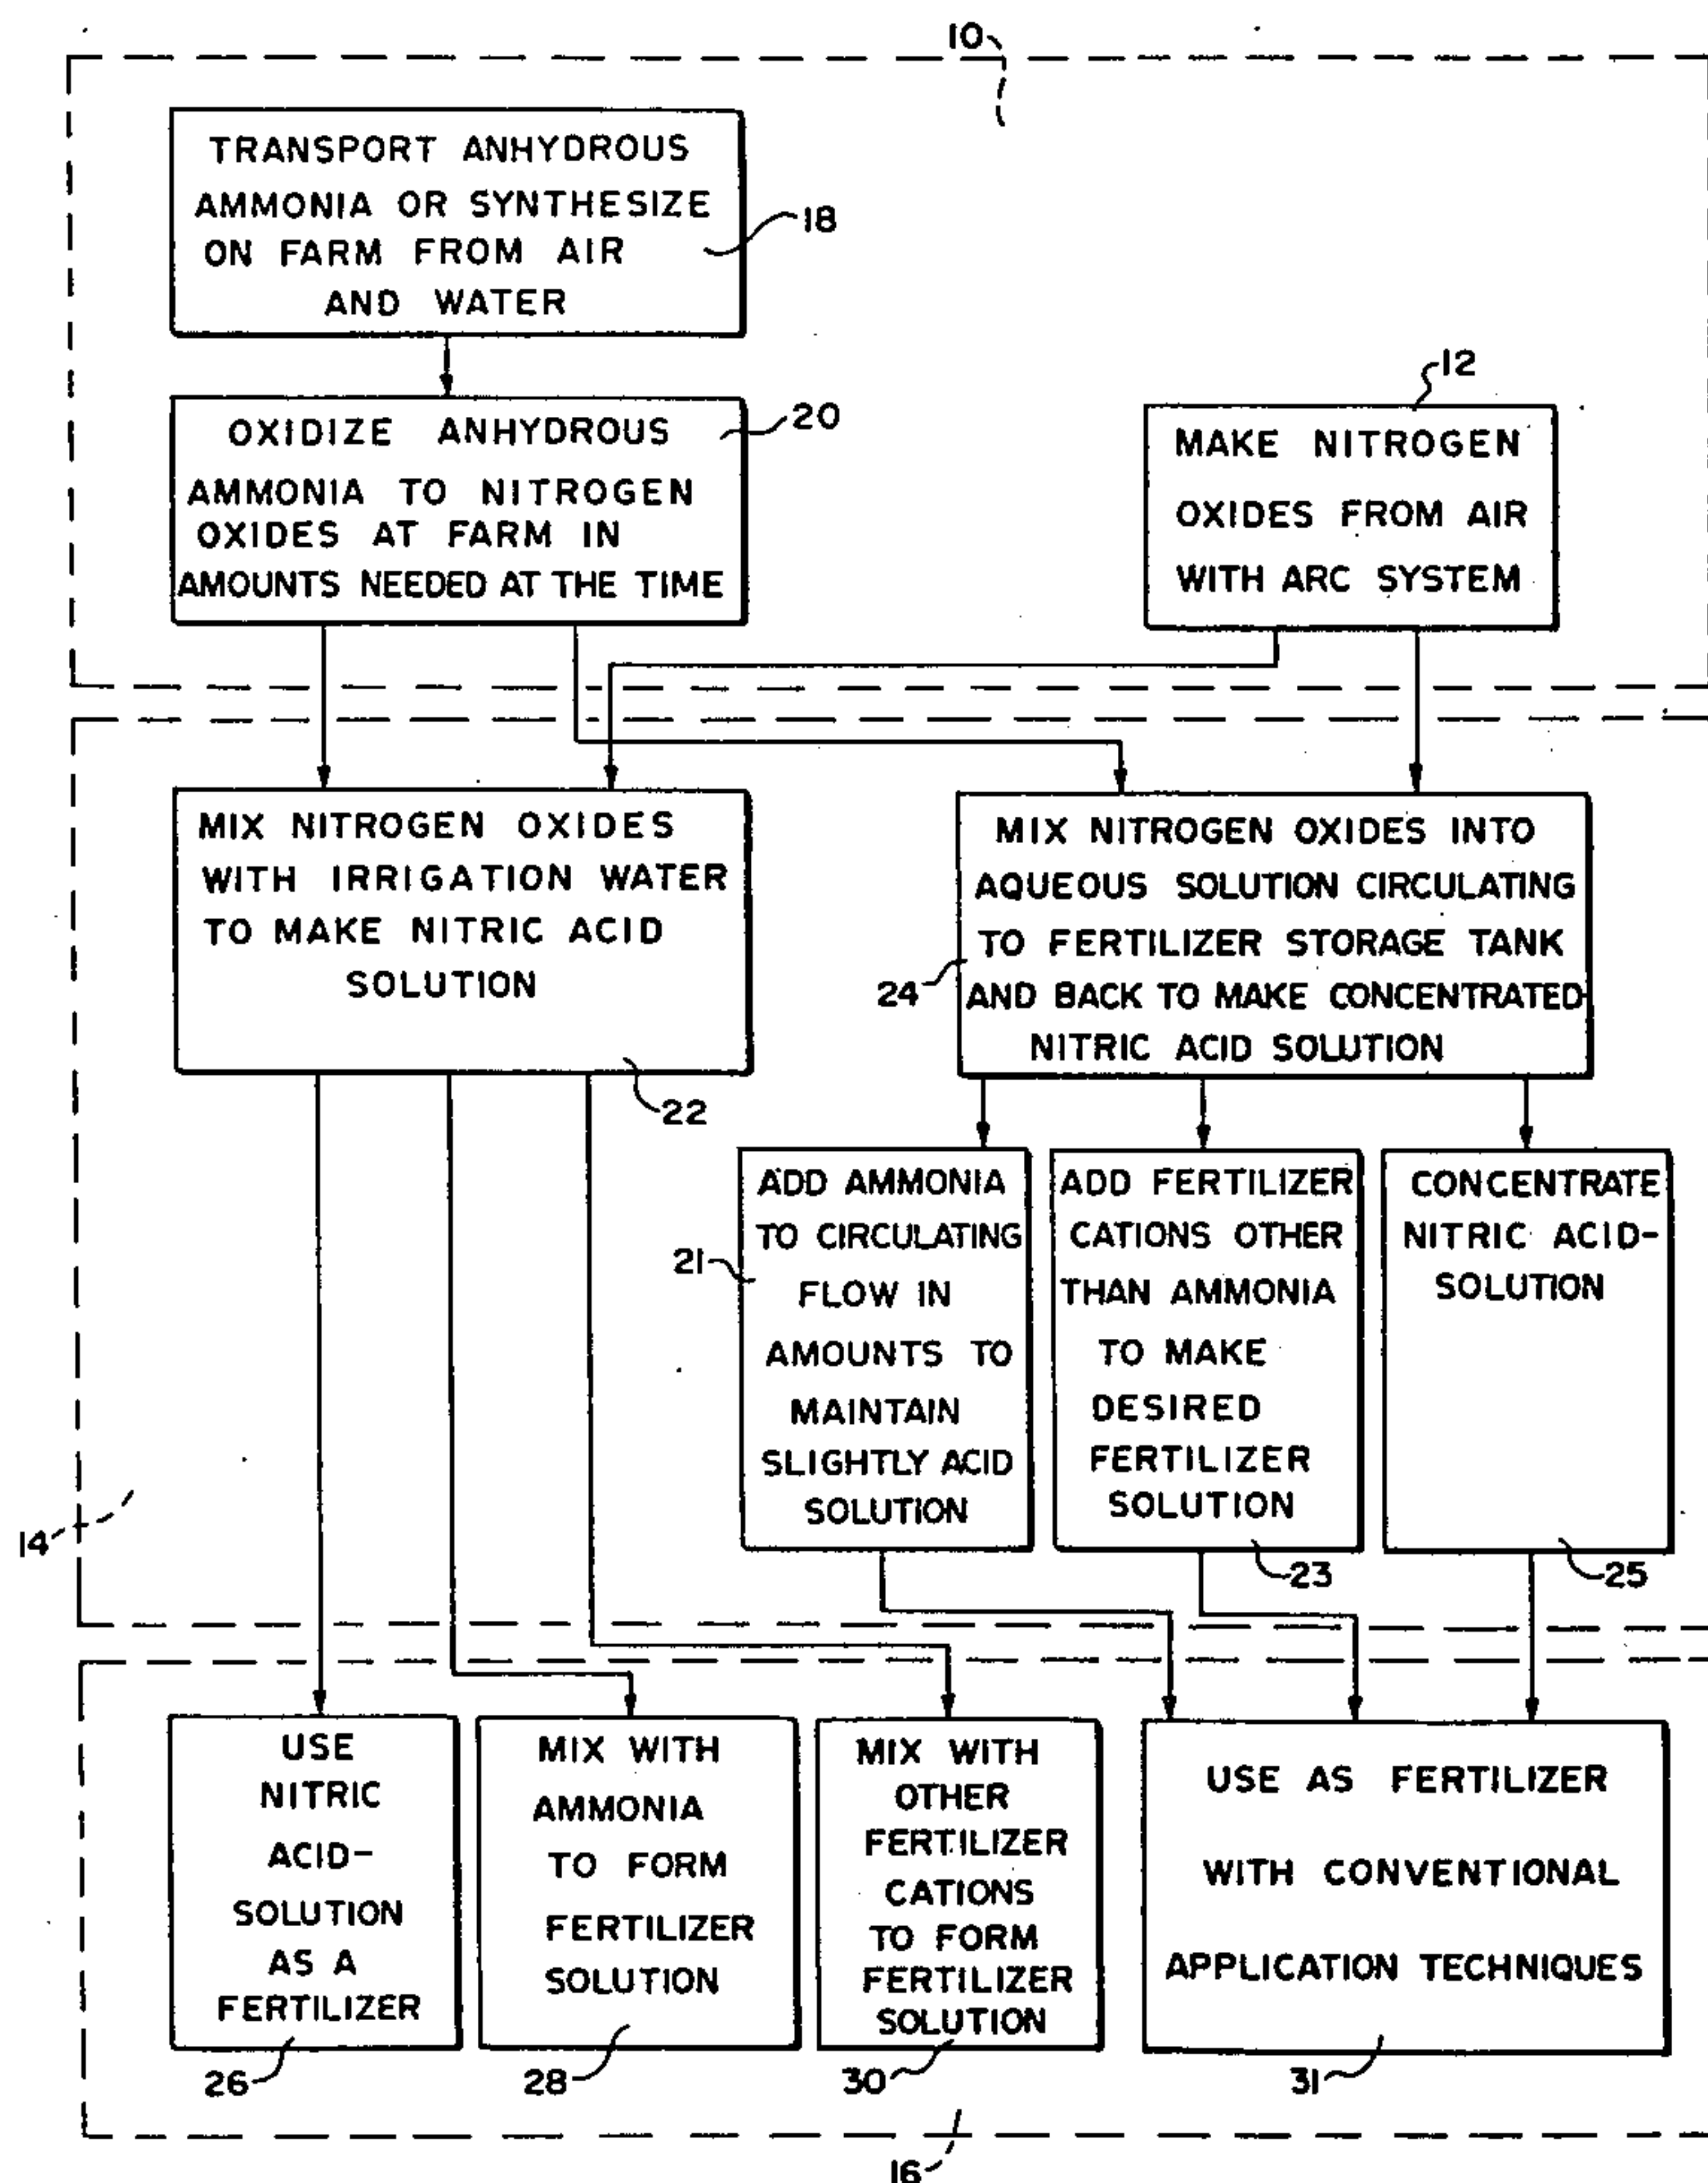 10
TRANSPORT ANHYDROUS
AMMONIA OR SYNTHESIZE
ON FARM FROM AIR
AND WATER
18
OXIDIZE ANHYDROUS
AMMONIA TO NITROGEN
OXIDES AT FARM IN
AMOUNTS NEEDED AT THE TIME
20
12
MAKE NITROGEN
OXIDES FROM AIR
WITH ARC SYSTEM
MIX NITROGEN OXIDES
WITH IRRIGATION WATER
TO MAKE NITRIC ACID
SOLUTION
22
MIX NITROGEN OXIDES INTO
AQUEOUS SOLUTION CIRCULATING
TO FERTILIZER STORAGE TANK
AND BACK TO MAKE CONCENTRATED
NITRIC ACID SOLUTION
24
ADD AMMONIA
TO CIRCULATING
FLOW IN
AMOUNTS TO
MAINTAIN
SLIGHTLY ACID
SOLUTION
21
ADD FERTILIZER
CATIONS OTHER
THAN AMMONIA
TO MAKE
DESIRED
FERTILIZER
SOLUTION
23
CONCENTRATE
NITRIC ACID-
SOLUTION
25
14
USE
NITRIC
ACID-
SOLUTION
AS A
FERTILIZER
26
MIX WITH
AMMONIA
TO FORM
FERTILIZER
SOLUTION
28
MIX WITH
OTHER
FERTILIZER
CATIONS
TO FORM
FERTILIZER
SOLUTION
30
USE AS FERTILIZER
WITH CONVENTIONAL
APPLICATION TECHNIQUES
31
16